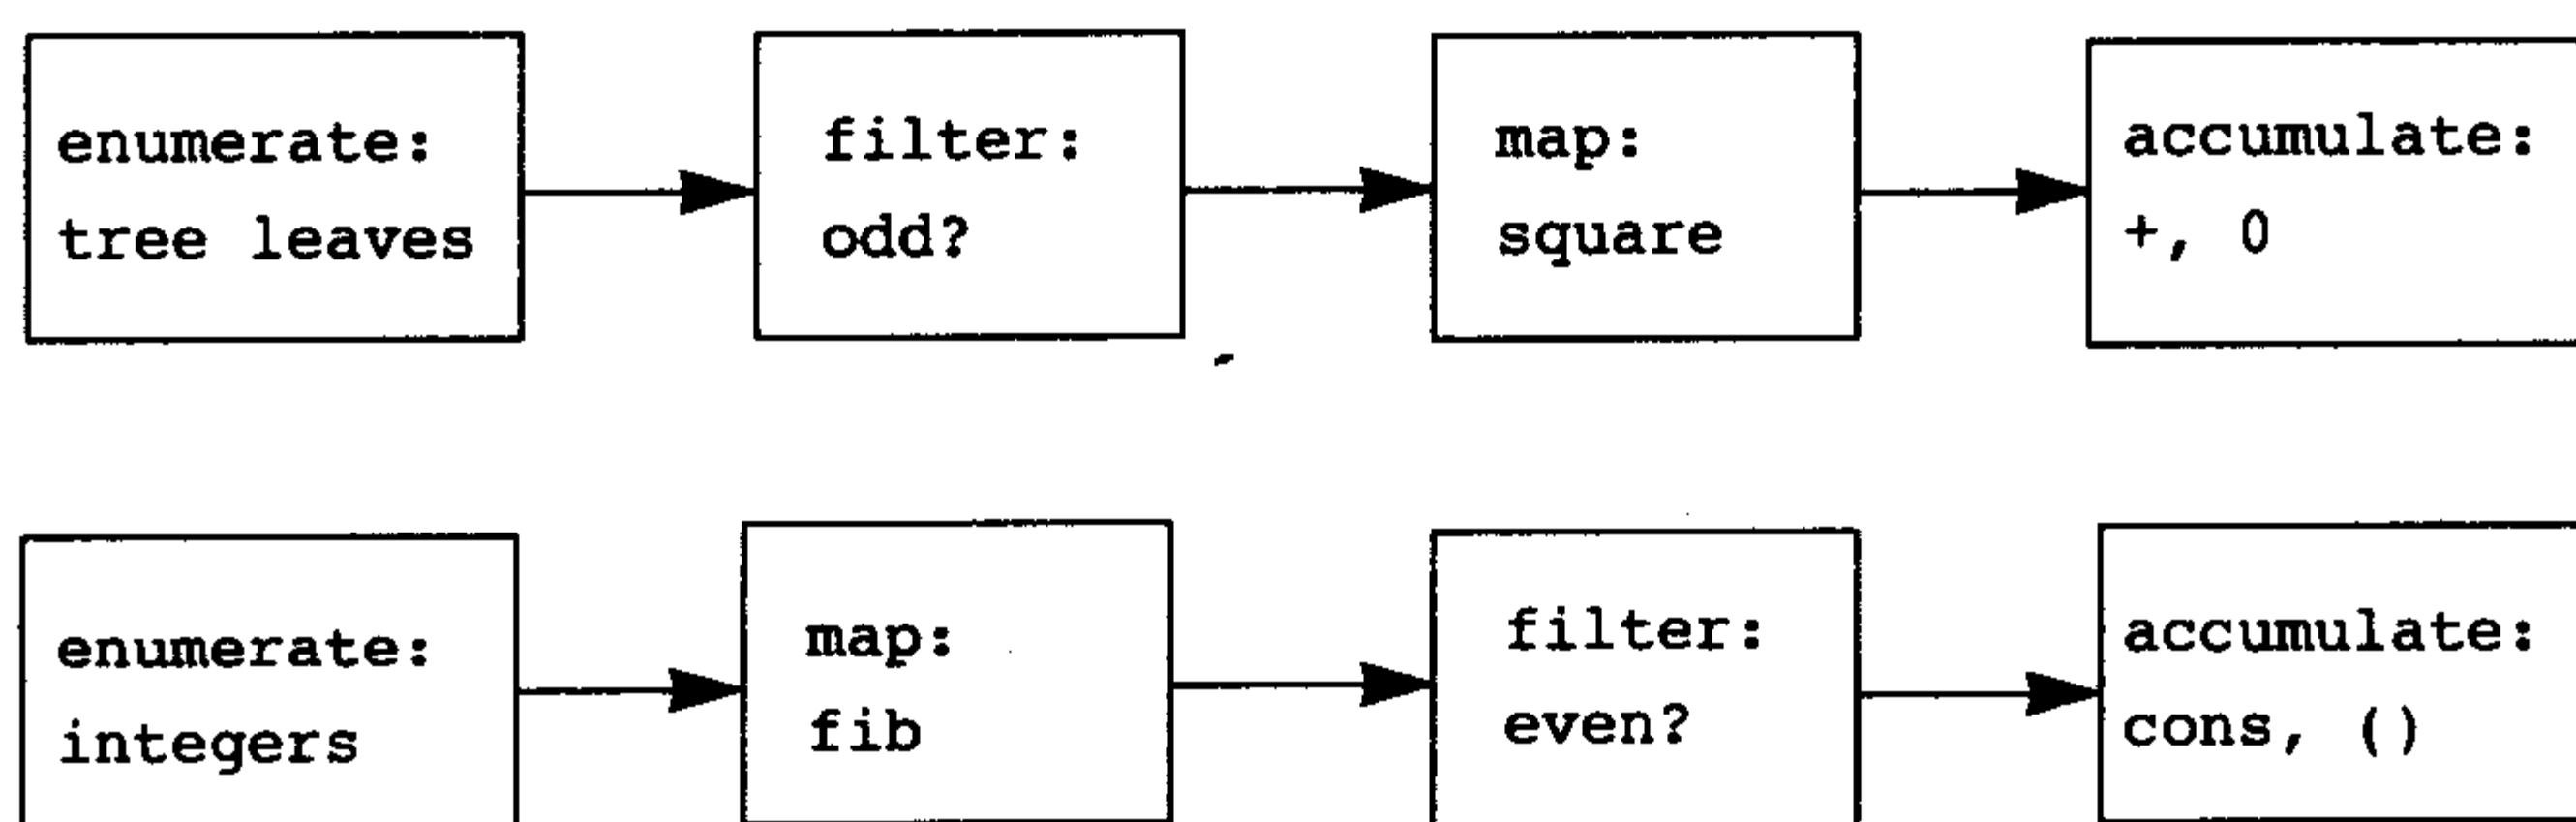 enumerate:
tree leaves
filter:
odd?
map:
square
accumulate:
+, 0
enumerate:
integers
map:
fib
filter:
even?
accumulate:
cons, ()